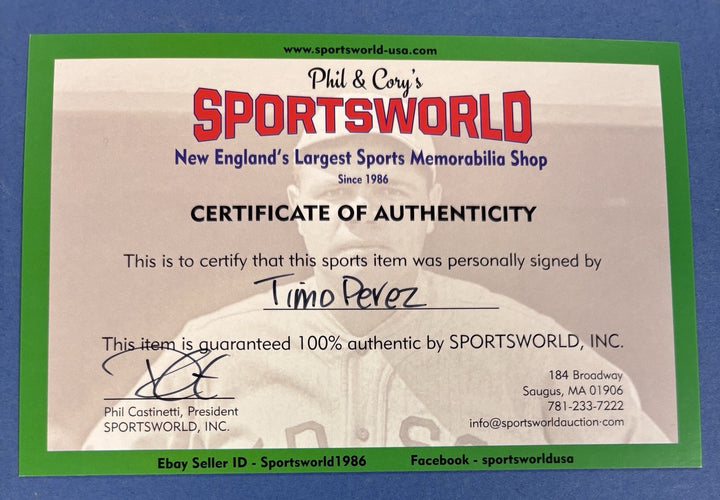 www.sportsworld-usa.com
Phil & Cory's
SPORTSWORLD
New England's Largest Sports Memorabilia Shop
Since 1986
CERTIFICATE OF AUTHENTICITY
This is to certify that this sports item was personally signed by
Timo Perez
This item is guaranteed 100% authentic by SPORTSWORLD, INC.
Phil Castinetti, President
SPORTSWORLD, INC.
184 Broadway
Saugus, MA 01906
781-233-7222
info@sportsworldauction.com
Ebay Seller ID - Sportsworld1986
Facebook - sportsworldusa